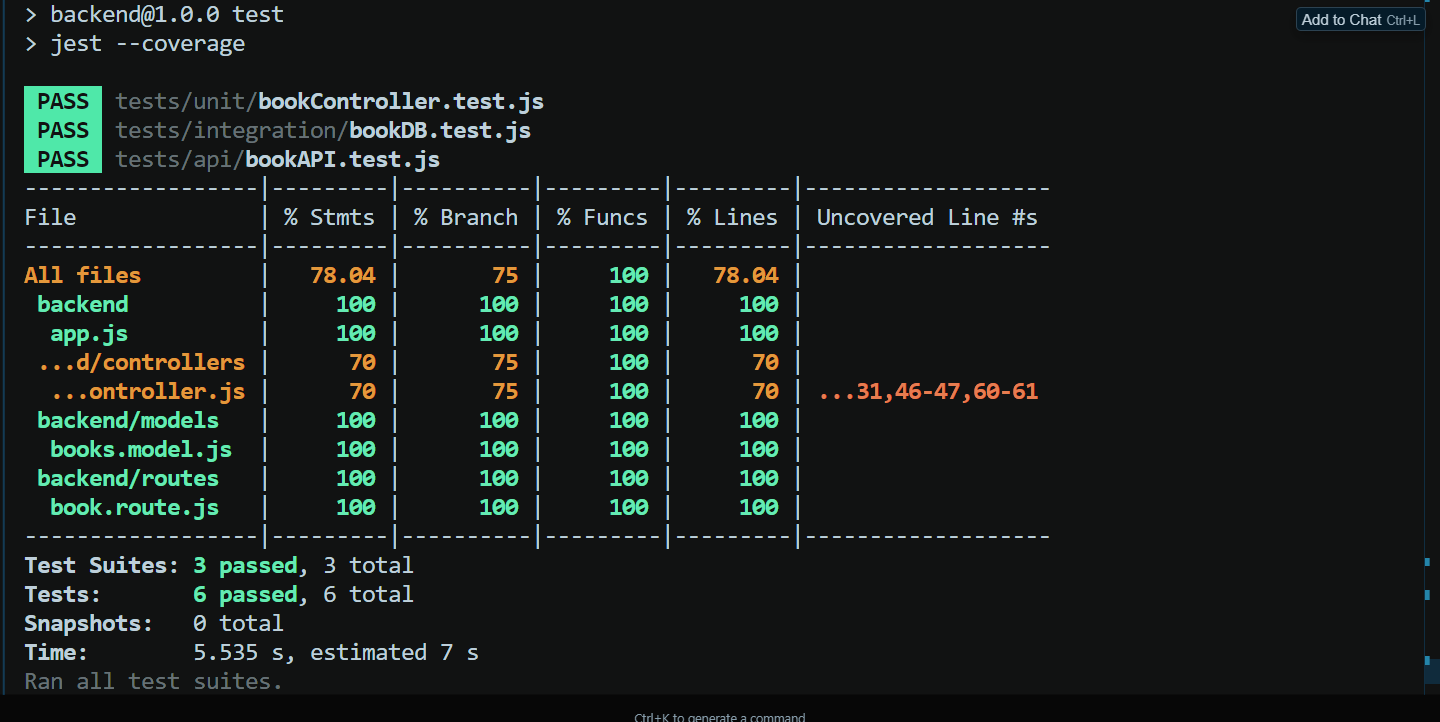 > backend@1.0.0 test
Add to Chat Ctrl+L
> jest --coverage
PASS tests/unit/bookController.test.js
PASS tests/integration/bookDB.test.js
PASS tests/api/bookAPI.test.js
------------------|---------|----------|---------|---------|-------------------
File              | % Stmts | % Branch | % Funcs | % Lines | Uncovered Line #s
------------------|---------|----------|---------|---------|-------------------
All files         |   78.04 |       75 |     100 |   78.04 |
 backend          |     100 |      100 |     100 |     100 |
  app.js          |     100 |      100 |     100 |     100 |
 ...d/controllers |      70 |       75 |     100 |      70 |
  ...ontroller.js |      70 |       75 |     100 |      70 | ...31,46-47,60-61
 backend/models   |     100 |      100 |     100 |     100 |
  books.model.js  |     100 |      100 |     100 |     100 |
 backend/routes   |     100 |      100 |     100 |     100 |
  book.route.js   |     100 |      100 |     100 |     100 |
------------------|---------|----------|---------|---------|-------------------
Test Suites: 3 passed, 3 total
Tests:       6 passed, 6 total
Snapshots:   0 total
Time:        5.535 s, estimated 7 s
Ran all test suites.
Ctrl+K to generate a command